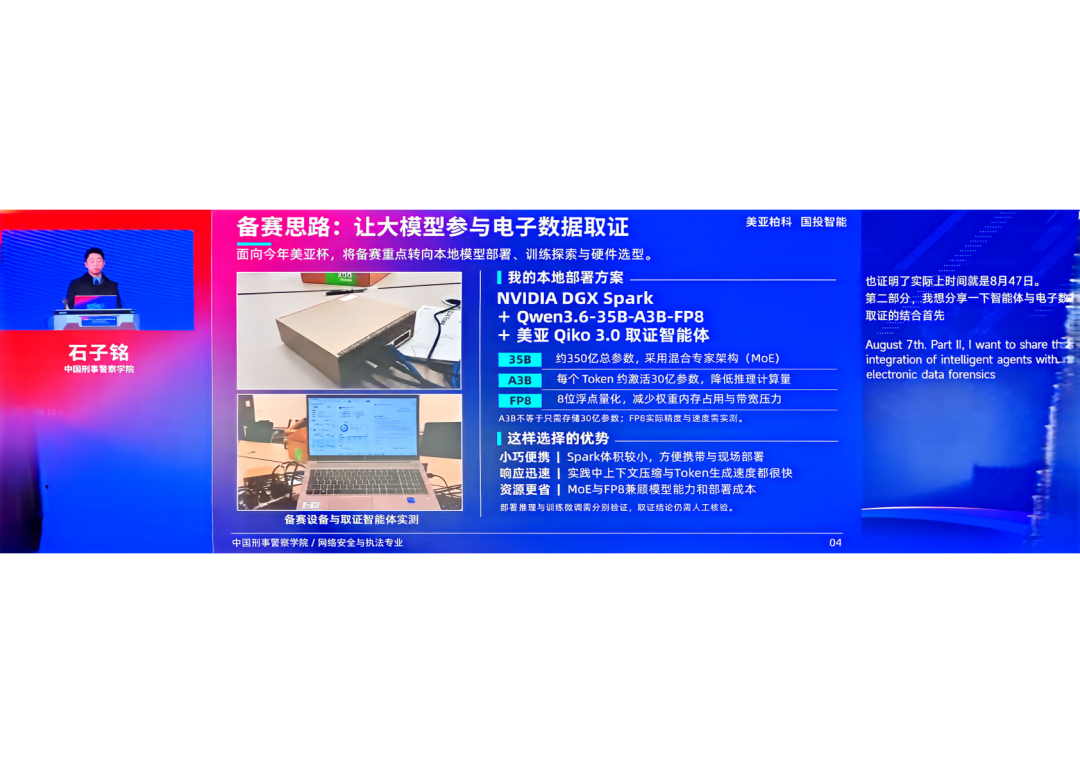 备赛思路：让大模型参与电子数据取证
美亚柏科 国投智能
面向今年美亚杯，将备赛重点转向本地模型部署、训练探索与硬件选型。
石子铭
中国刑事警察学院
备赛设备与取证智能体实测
我的本地部署方案
NVIDIA DGX Spark
+ Qwen3.6-35B-A3B-FP8
+ 美亚 Qiko 3.0 取证智能体
35B 约350亿总参数，采用混合专家架构（MoE）
A3B 每个 Token 约激活30亿参数，降低推理计算量
FP8 8位浮点量化，减少权重内存占用与带宽压力
A3B不等于只需存储30亿参数；FP8实际精度与速度需实测。
这样选择的优势
小巧便携 | Spark体积较小，方便携带与现场部署
响应迅速 | 实践中上下文压缩与Token生成速度都很快
资源更省 | MoE与FP8兼顾模型能力和部署成本
部署推理与训练微调需分别验证，取证结论仍需人工核验。
中国刑事警察学院 / 网络安全与执法专业
04
也证明了实际上时间就是8月47日。
第二部分，我想分享一下智能体与电子数
取证的结合首先
August 7th. Part II, I want to share the
integration of intelligent agents with
electronic data forensics